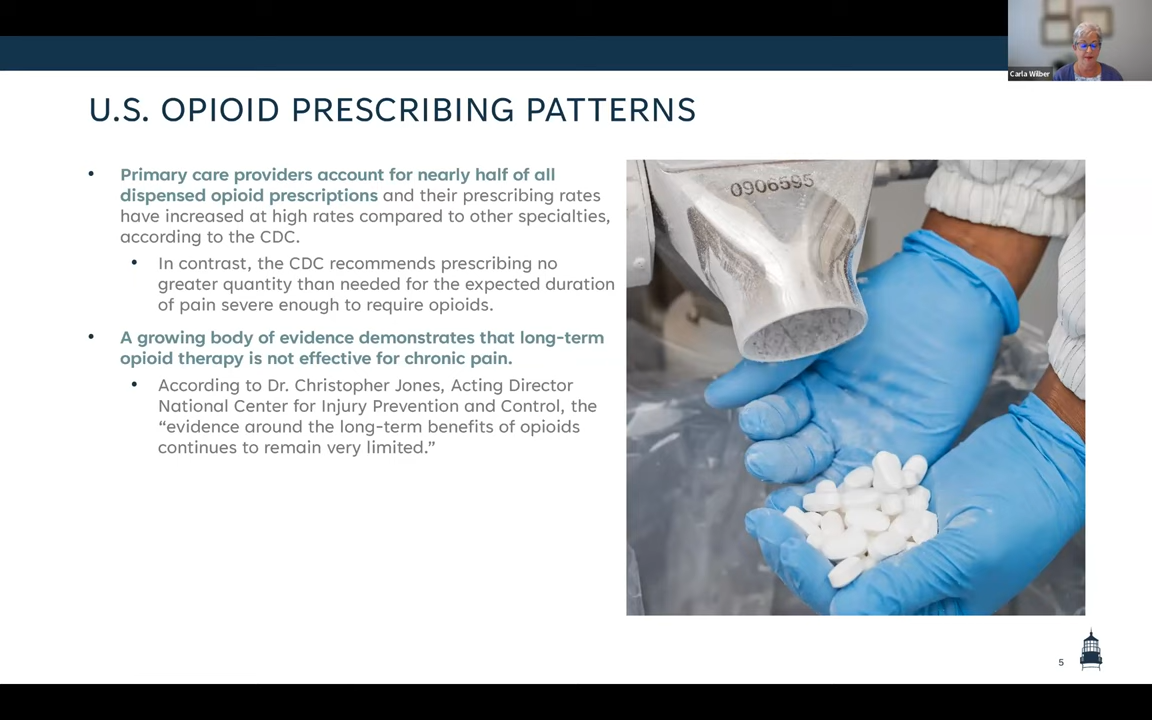 Carla Wilber
U.S. OPIOID PRESCRIBING PATTERNS
• Primary care providers account for nearly half of all
dispensed opioid prescriptions and their prescribing rates
have increased at high rates compared to other specialties,
according to the CDC.
• In contrast, the CDC recommends prescribing no
greater quantity than needed for the expected duration
of pain severe enough to require opioids.
• A growing body of evidence demonstrates that long-term
opioid therapy is not effective for chronic pain.
• According to Dr. Christopher Jones, Acting Director
National Center for Injury Prevention and Control, the
“evidence around the long-term benefits of opioids
continues to remain very limited.”
0906595
5